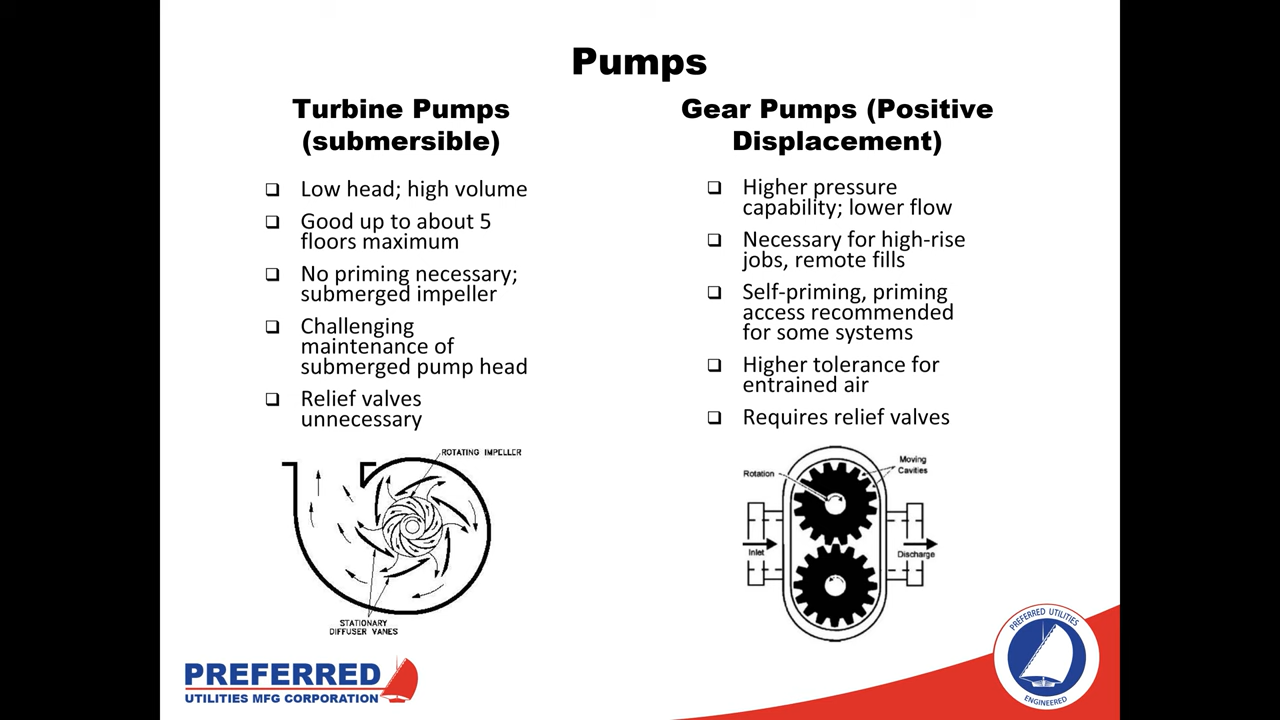 Pumps
Turbine Pumps
(submersible)
❑ Low head; high volume
❑ Good up to about 5
floors maximum
❑ No priming necessary;
submerged impeller
❑ Challenging
maintenance of
submerged pump head
❑ Relief valves
unnecessary
ROTATING IMPELLER
STATIONARY
DIFFUSER VANES
Gear Pumps (Positive
Displacement)
❑ Higher pressure
capability; lower flow
❑ Necessary for high-rise
jobs, remote fills
❑ Self-priming, priming
access recommended
for some systems
❑ Higher tolerance for
entrained air
❑ Requires relief valves
Rotation
Moving
Cavities
Inlet
Discharge
PREFERRED
UTILITIES MFG CORPORATION
PREFERRED UTILITIES
ENGINEERED